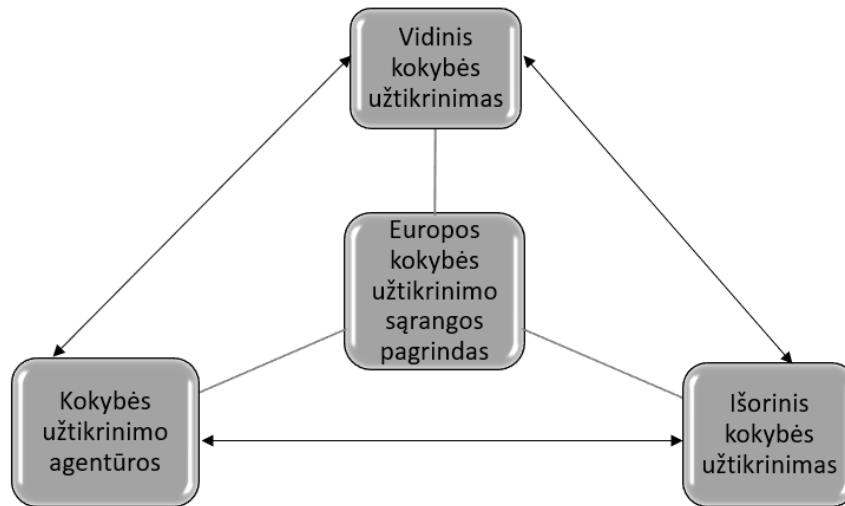 Vidinis
kokybės
užtikrinimas
Europos
kokybės
užtikrinimo
sąrangos
pagrindas
Kokybės
užtikrinimo
agentūros
Išorinis
kokybės
užtikrinimas